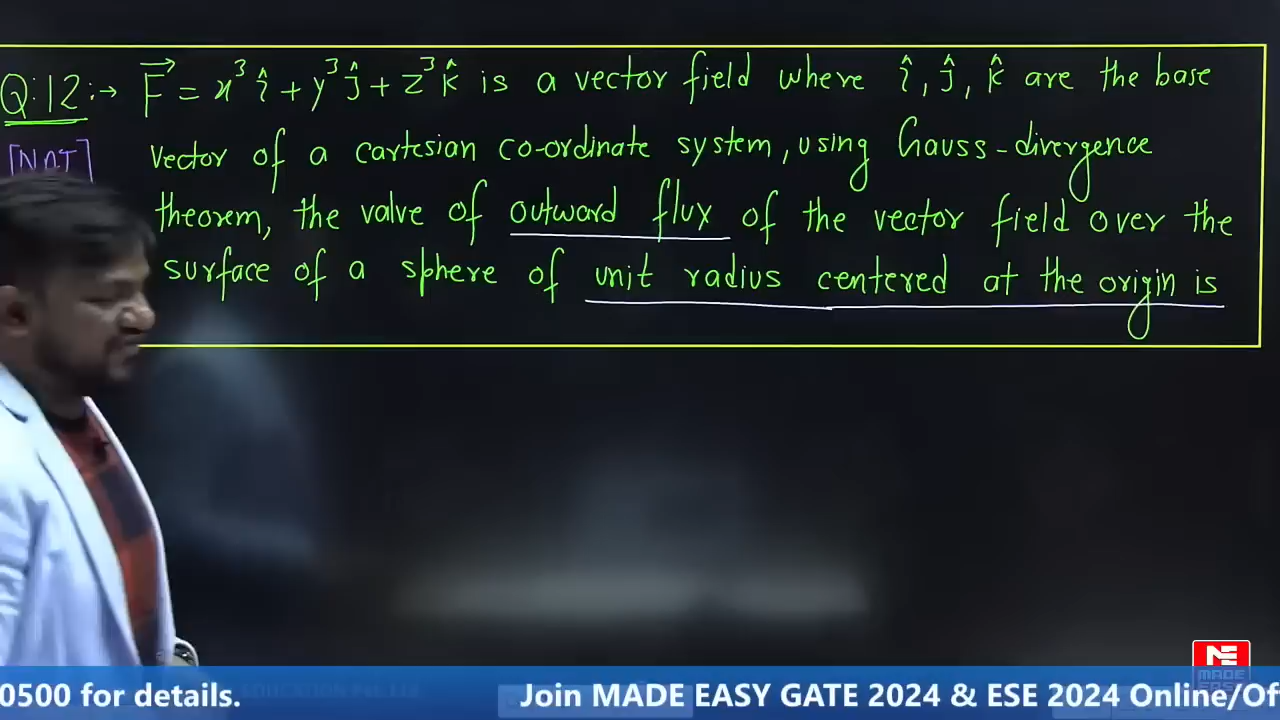 Q:12:→ F⃗ = x³ î + y³ ĵ + z³ k̂ is a vector field where î, ĵ, k̂ are the base
[NAT] vector of a cartesian co-ordinate system, using Gauss-divergence
theorem, the valve of outward flux of the vector field over the
surface of a sphere of unit radius centered at the origin is
MADE EASY
0500 for details. Join MADE EASY GATE 2024 & ESE 2024 Online/Of